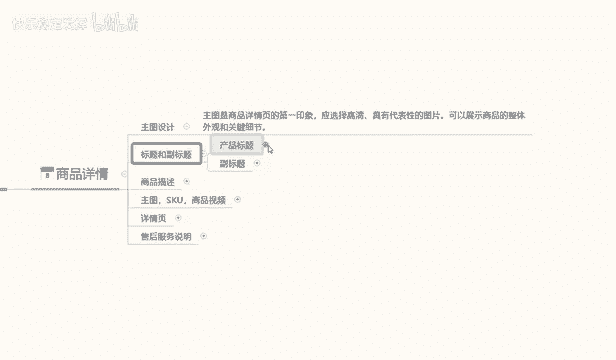 主图设计
主图是商品详情页的第一印象，应选择高清、具有代表性的图片，可以展示商品的整体
外观和关键细节。
标题和副标题
产品标题
副标题
商品详情
商品描述
主图，SKU，商品视频
详情页
售后服务说明